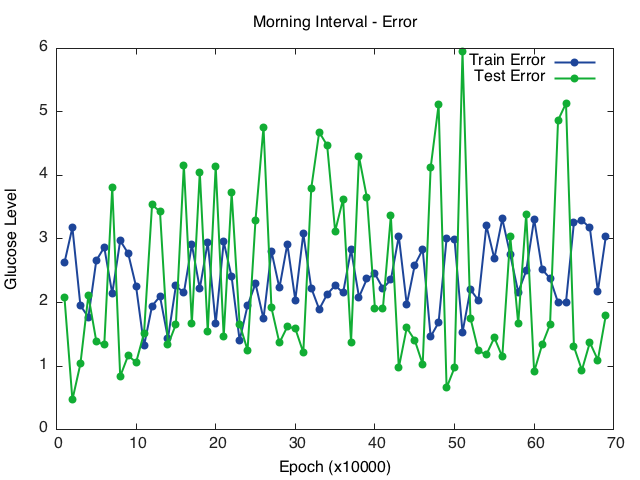 Morning Interval - Error
Train Error
Test Error
6
5
4
3
2
1
0
Glucose Level
0 10 20 30 40 50 60 70
Epoch (x10000)